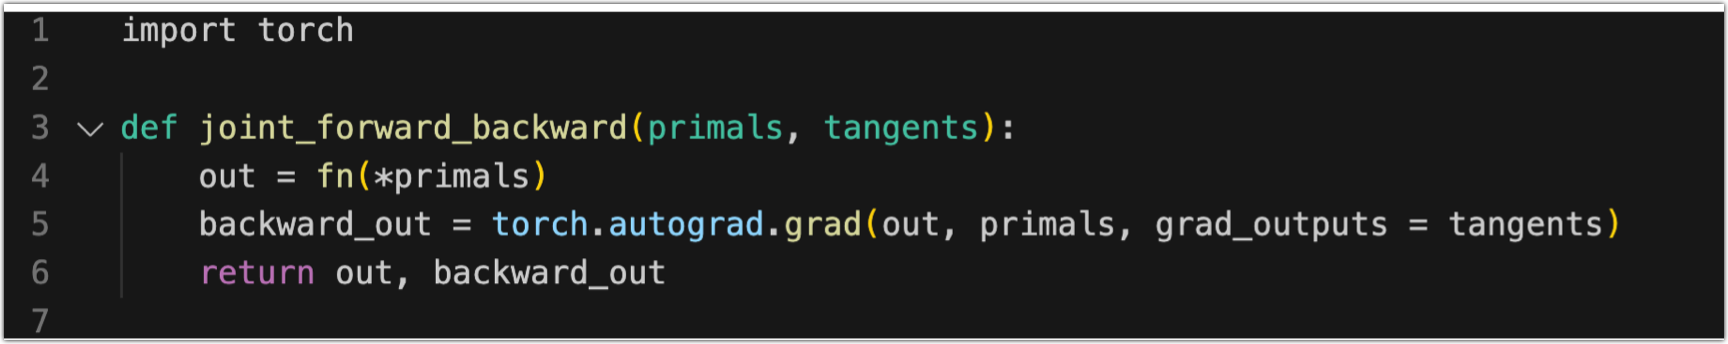 1 import torch
2
3 def joint_forward_backward(primals, tangents):
4 out = fn(*primals)
5 backward_out = torch.autograd.grad(out, primals, grad_outputs = tangents)
6 return out, backward_out
7